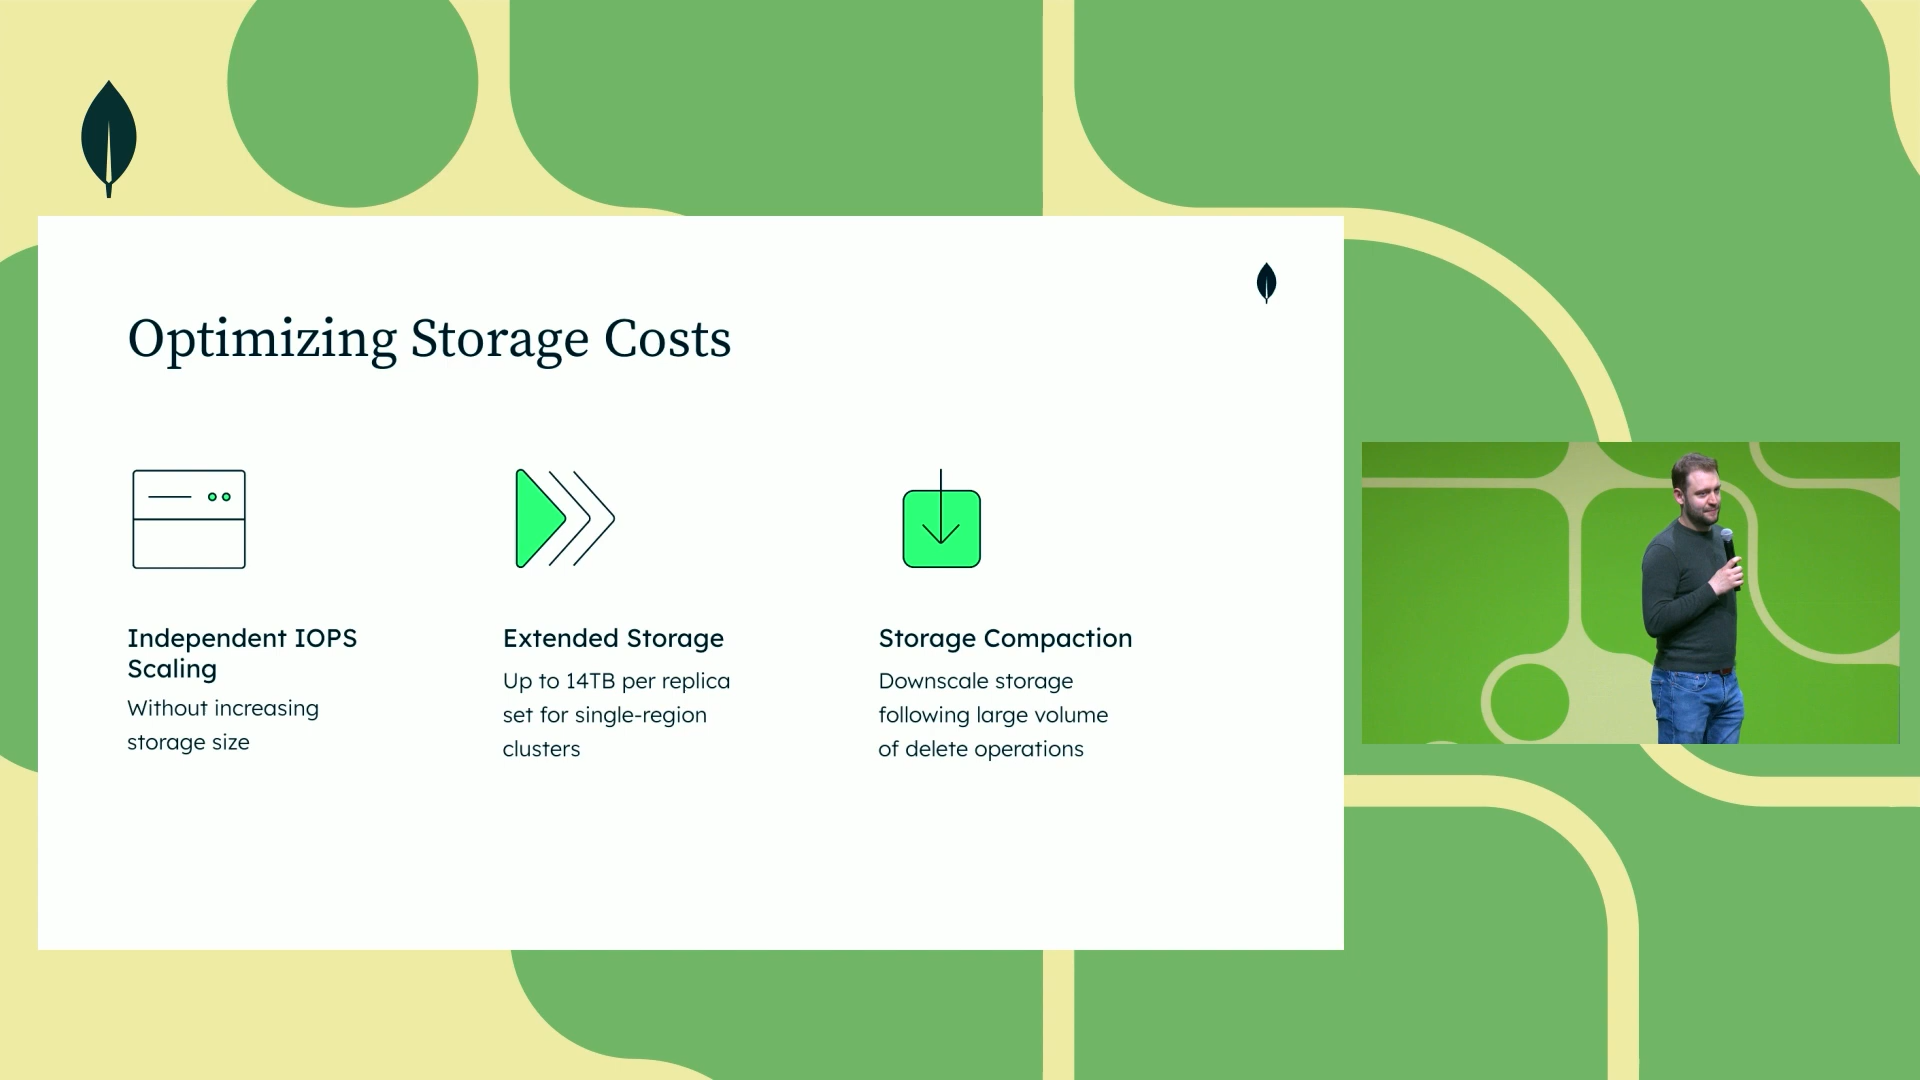 Optimizing Storage Costs
Independent IOPS
Scaling
Without increasing
storage size
Extended Storage
Up to 14TB per replica
set for single-region
clusters
Storage Compaction
Downscale storage
following large volume
of delete operations